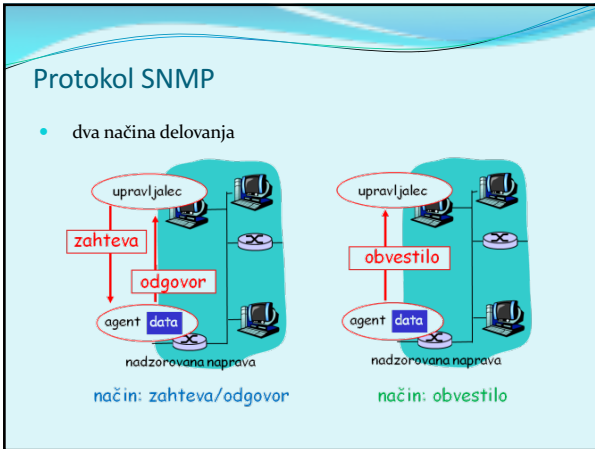 Protokol SNMP
dva načina delovanja
upravljalec
zahteva
odgovor
agent data
nadzorovana naprava
način: zahteva/odgovor
upravljalec
obvestilo
agent data
nadzorovana naprava
način: obvestilo